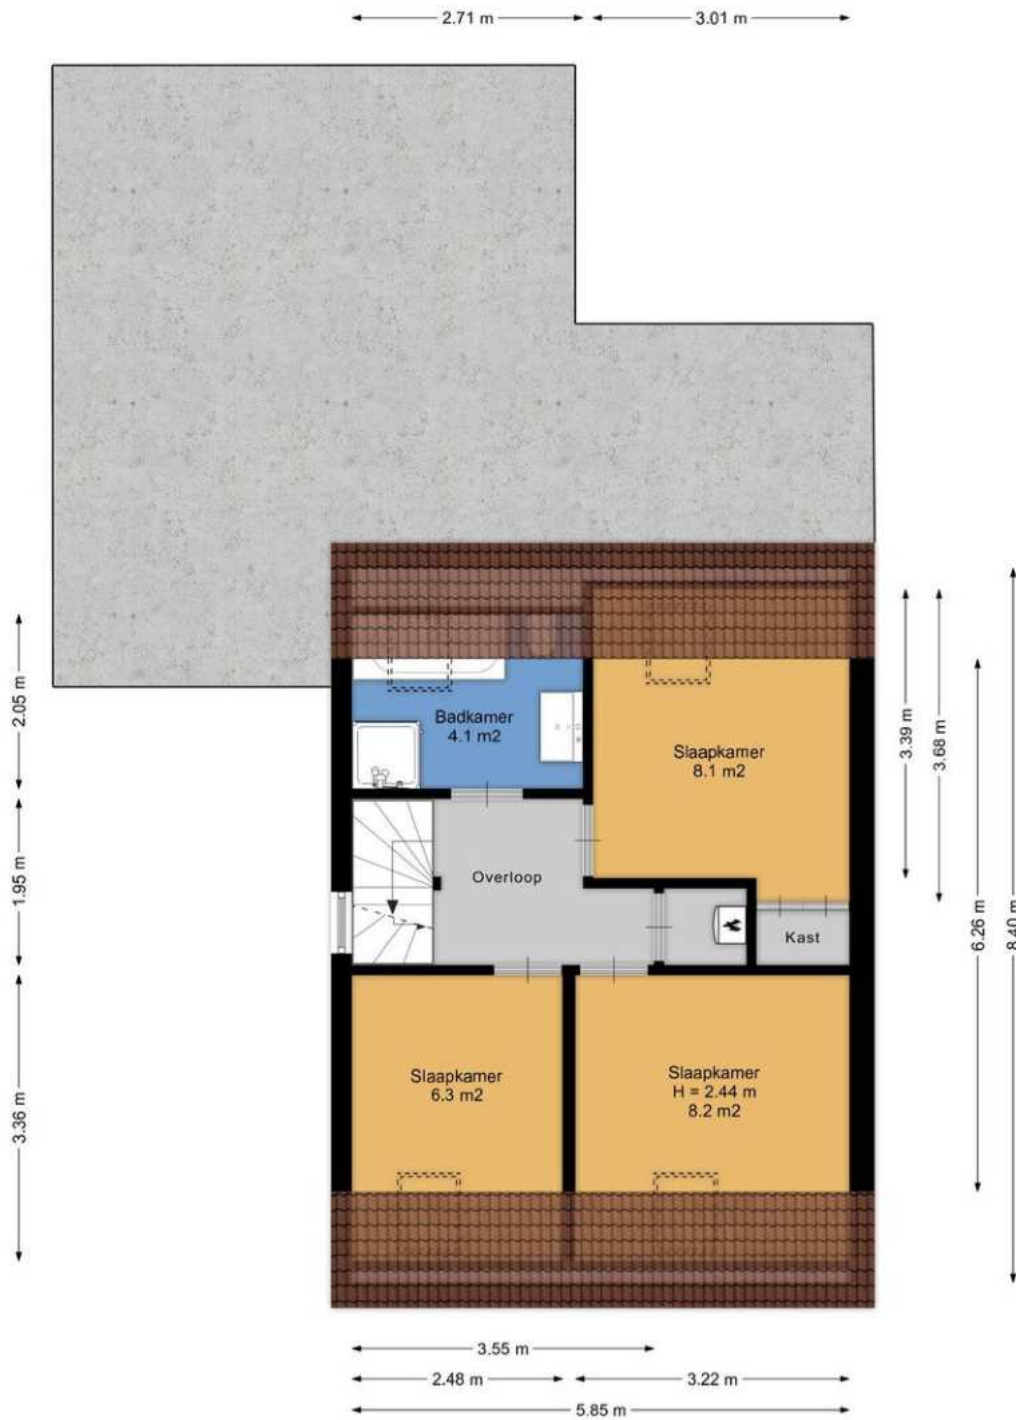 2.71 m
3.01 m
Badkamer
4.1 m2
Slaapkamer
8.1 m2
2.05 m
3.39 m
3.68 m
Overloop
1.95 m
Kast
6.26 m
8.40 m
Slaapkamer
6.3 m2
Slaapkamer
H = 2.44 m
8.2 m2
3.36 m
3.55 m
2.48 m
3.22 m
5.85 m